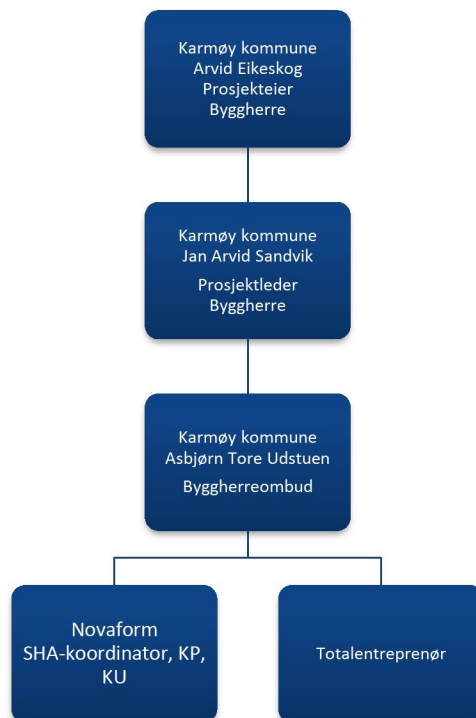 Karmøy kommune
Arvid Eikeskog
Prosjekteier
Byggherre
Karmøy kommune
Jan Arvid Sandvik
Prosjektleder
Byggherre
Karmøy kommune
Asbjørn Tore Udstuen
Byggherreombud
Novaform
SHA-koordinator, KP,
KU
Totalentreprenør